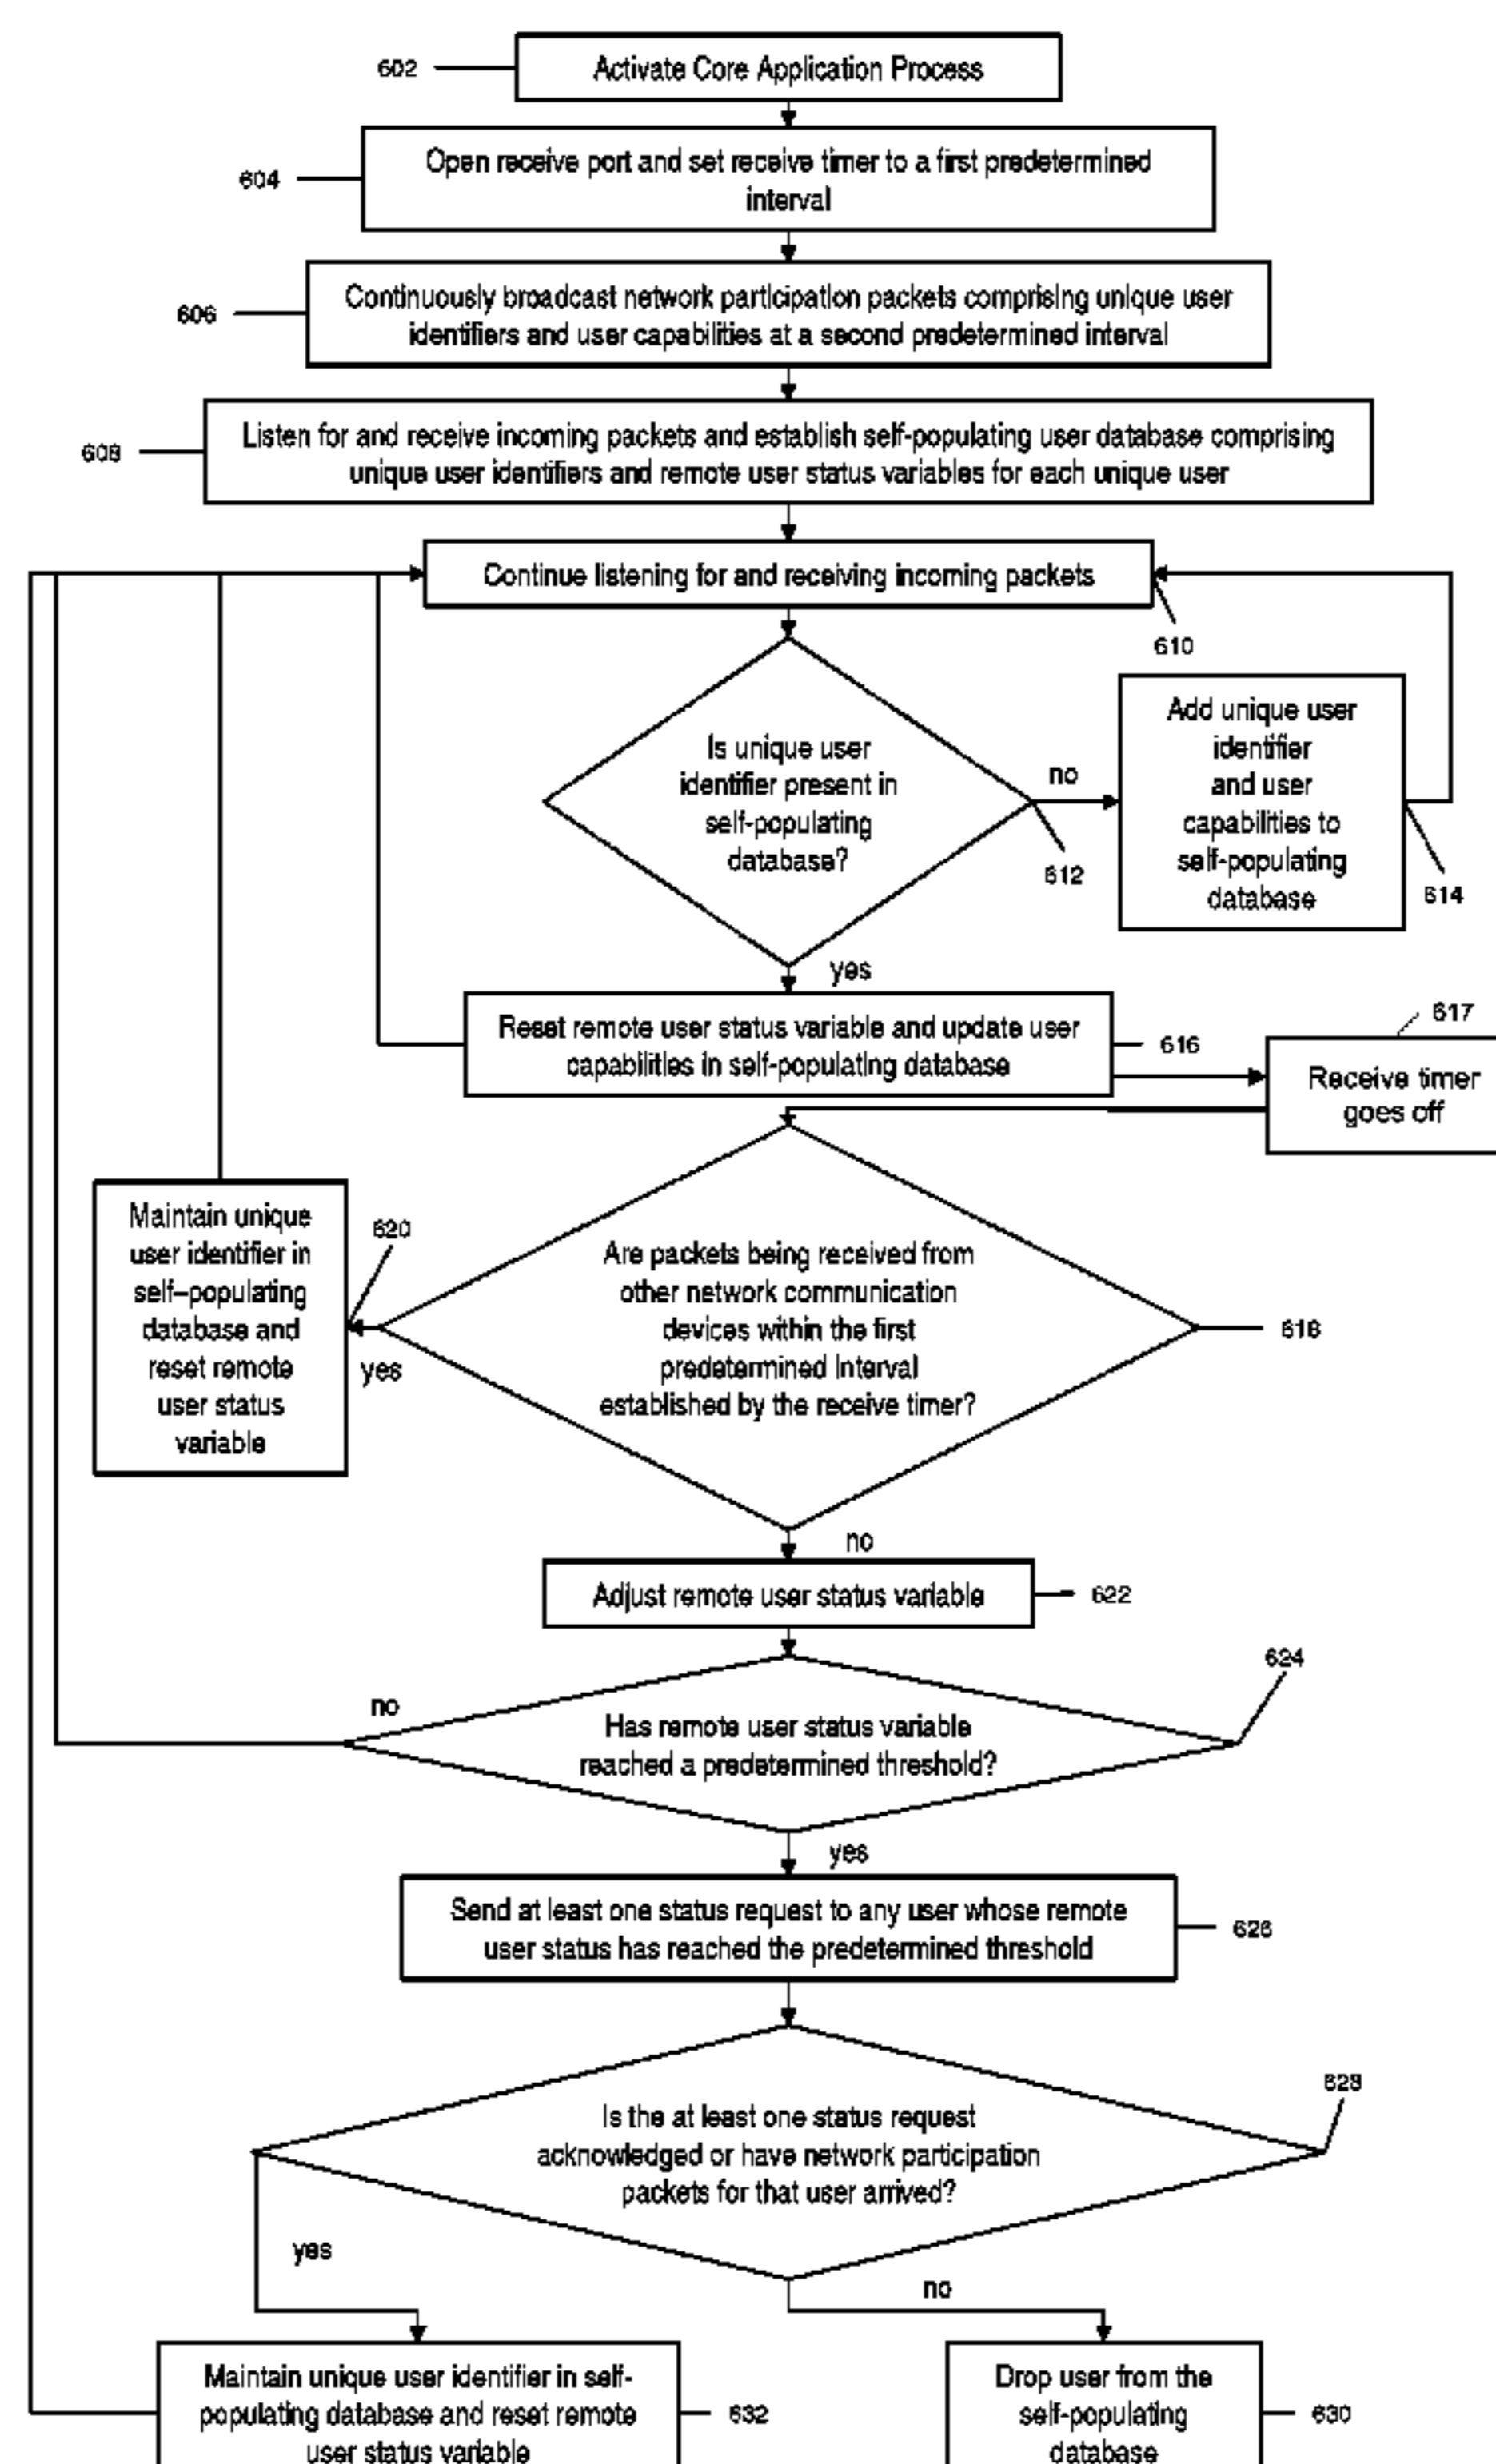 602
Activate Core Application Process
604
Open receive port and set receive timer to a first predetermined
interval
606
Continuously broadcast network participation packets comprising unique user
identifiers and user capabilities at a second predetermined interval
608
Listen for and receive incoming packets and establish self-populating user database comprising
unique user identifiers and remote user status variables for each unique user
Continue listening for and receiving incoming packets
610
Is unique user
identifier present in
self-populating
database?
no
612
Add unique user
identifier
and user
capabilities to
self-populating
database
614
yes
Reset remote user status variable and update user
capabilities in self-populating database
616
617
Receive timer
goes off
Maintain unique
user identifier in
self-populating
database and
reset remote
user status
variable
620
yes
Are packets being received from
other network communication
devices within the first
predetermined interval
established by the receive timer?
618
no
Adjust remote user status variable
622
624
no
Has remote user status variable
reached a predetermined threshold?
yes
Send at least one status request to any user whose remote
user status has reached the predetermined threshold
626
628
Is the at least one status request
acknowledged or have network participation
packets for that user arrived?
yes
no
Maintain unique user identifier in self-
populating database and reset remote
user status variable
632
Drop user from the
self-populating
database
630